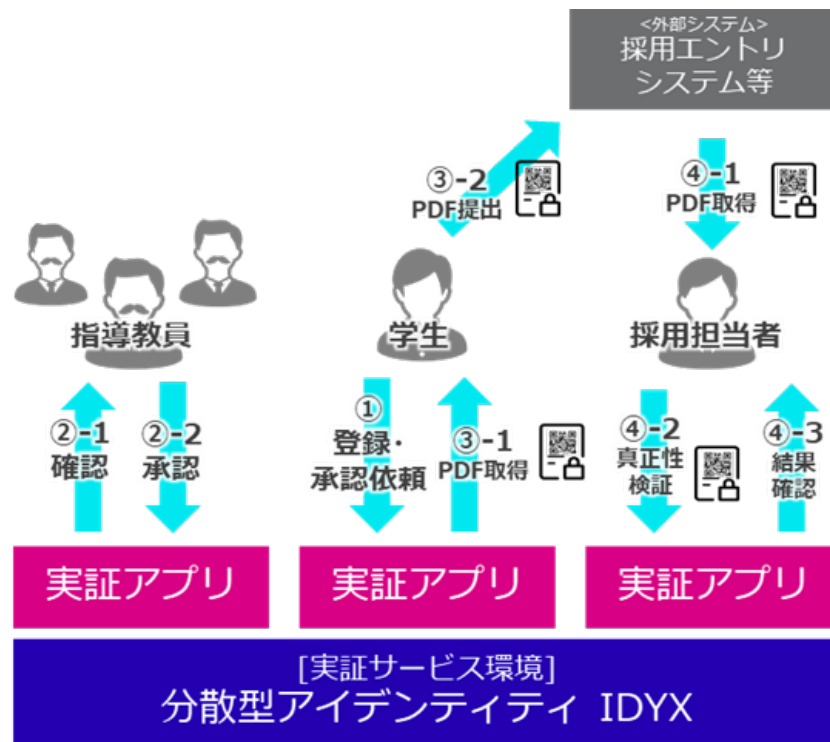 <外部システム>
採用エントリ
システム等
③-2
PDF提出
④-1
PDF取得
指導教員
学生
採用担当者
②-1
確認
②-2
承認
①
登録・
承認依頼
③-1
PDF取得
④-2
真正性
検証
④-3
結果
確認
実証アプリ
実証アプリ
実証アプリ
[実証サービス環境]
分散型アイデンティティ IDYX